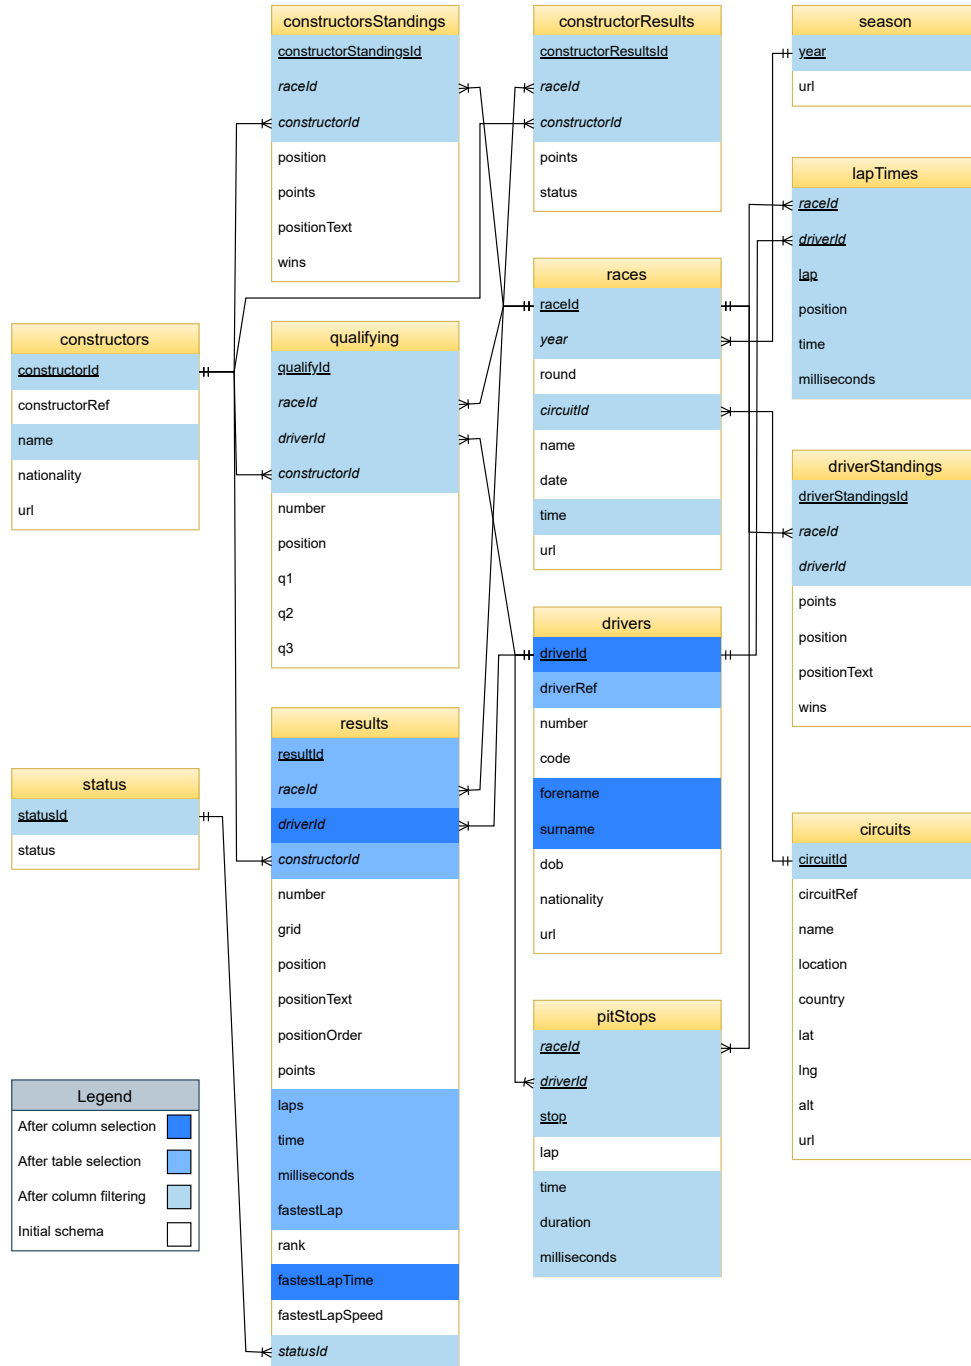 constructorsStandings
constructorStandingsId
raceId
constructorId
position
points
positionText
wins
constructorResults
constructorResultsId
raceId
constructorId
points
status
season
year
url
lapTimes
raceId
driverId
lap
position
time
milliseconds
races
raceId
year
round
circuitId
name
date
time
url
constructors
constructorId
constructorRef
name
nationality
url
qualifying
qualifyId
raceId
driverId
constructorId
number
position
q1
q2
q3
driverStandings
driverStandingsId
raceId
driverId
points
position
positionText
wins
drivers
driverId
driverRef
number
code
forename
surname
dob
nationality
url
results
resultId
raceId
driverId
constructorId
number
grid
position
positionText
positionOrder
points
laps
time
milliseconds
fastestLap
rank
fastestLapTime
fastestLapSpeed
statusId
status
statusId
status
circuits
circuitId
circuitRef
name
location
country
lat
lng
alt
url
pitStops
raceId
driverId
stop
lap
time
duration
milliseconds
Legend
After column selection
After table selection
After column filtering
Initial schema